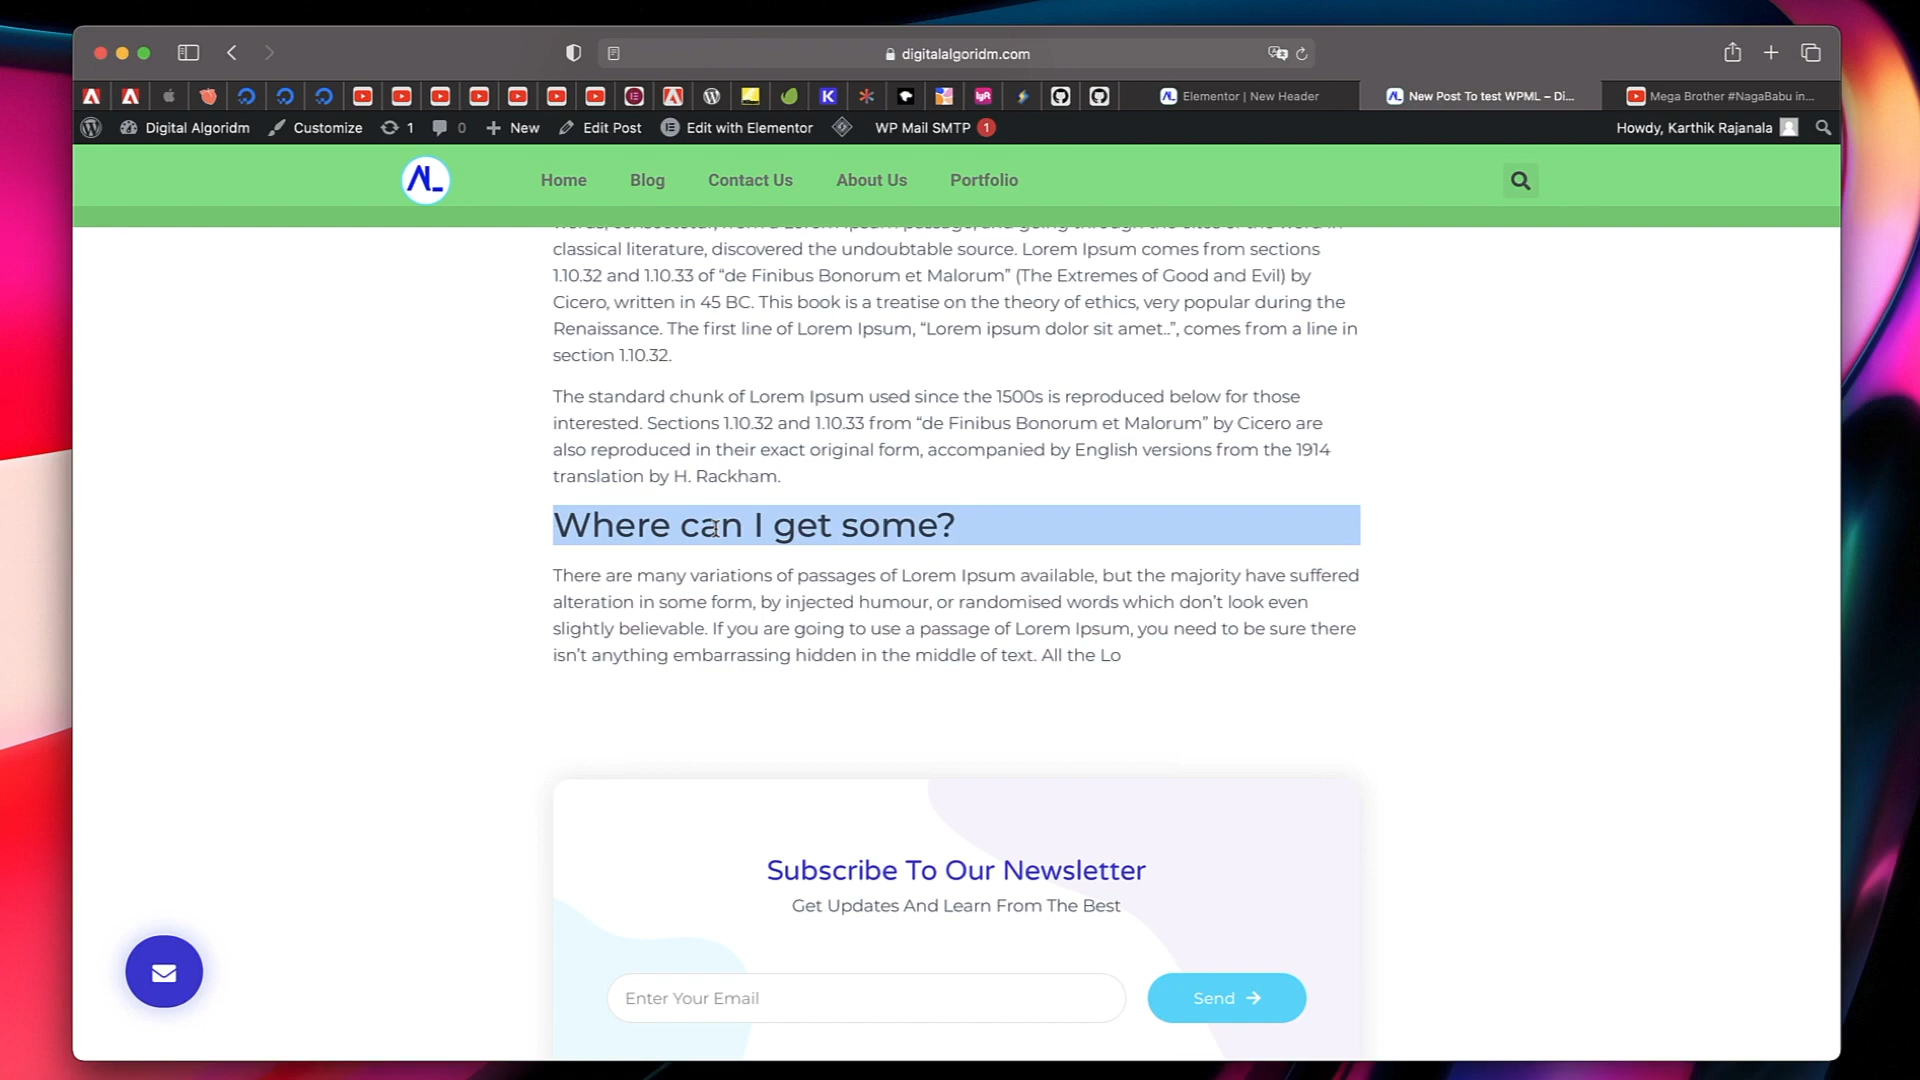 digitalalgoridm.com
Elementor | New Header
New Post To test WPML – Di...
Mega Brother #NagaBabu in...
Digital Algoridm
Customize
1
0
New
Edit Post
Edit with Elementor
WP Mail SMTP 1
Howdy, Karthik Rajanala
Home
Blog
Contact Us
About Us
Portfolio
classical literature, discovered the undoubtable source. Lorem Ipsum comes from sections
1.10.32 and 1.10.33 of “de Finibus Bonorum et Malorum” (The Extremes of Good and Evil) by
Cicero, written in 45 BC. This book is a treatise on the theory of ethics, very popular during the
Renaissance. The first line of Lorem Ipsum, “Lorem ipsum dolor sit amet..”, comes from a line in
section 1.10.32.
The standard chunk of Lorem Ipsum used since the 1500s is reproduced below for those
interested. Sections 1.10.32 and 1.10.33 from “de Finibus Bonorum et Malorum” by Cicero are
also reproduced in their exact original form, accompanied by English versions from the 1914
translation by H. Rackham.
Where can I get some?
There are many variations of passages of Lorem Ipsum available, but the majority have suffered
alteration in some form, by injected humour, or randomised words which don’t look even
slightly believable. If you are going to use a passage of Lorem Ipsum, you need to be sure there
isn’t anything embarrassing hidden in the middle of text. All the Lo
Subscribe To Our Newsletter
Get Updates And Learn From The Best
Enter Your Email
Send